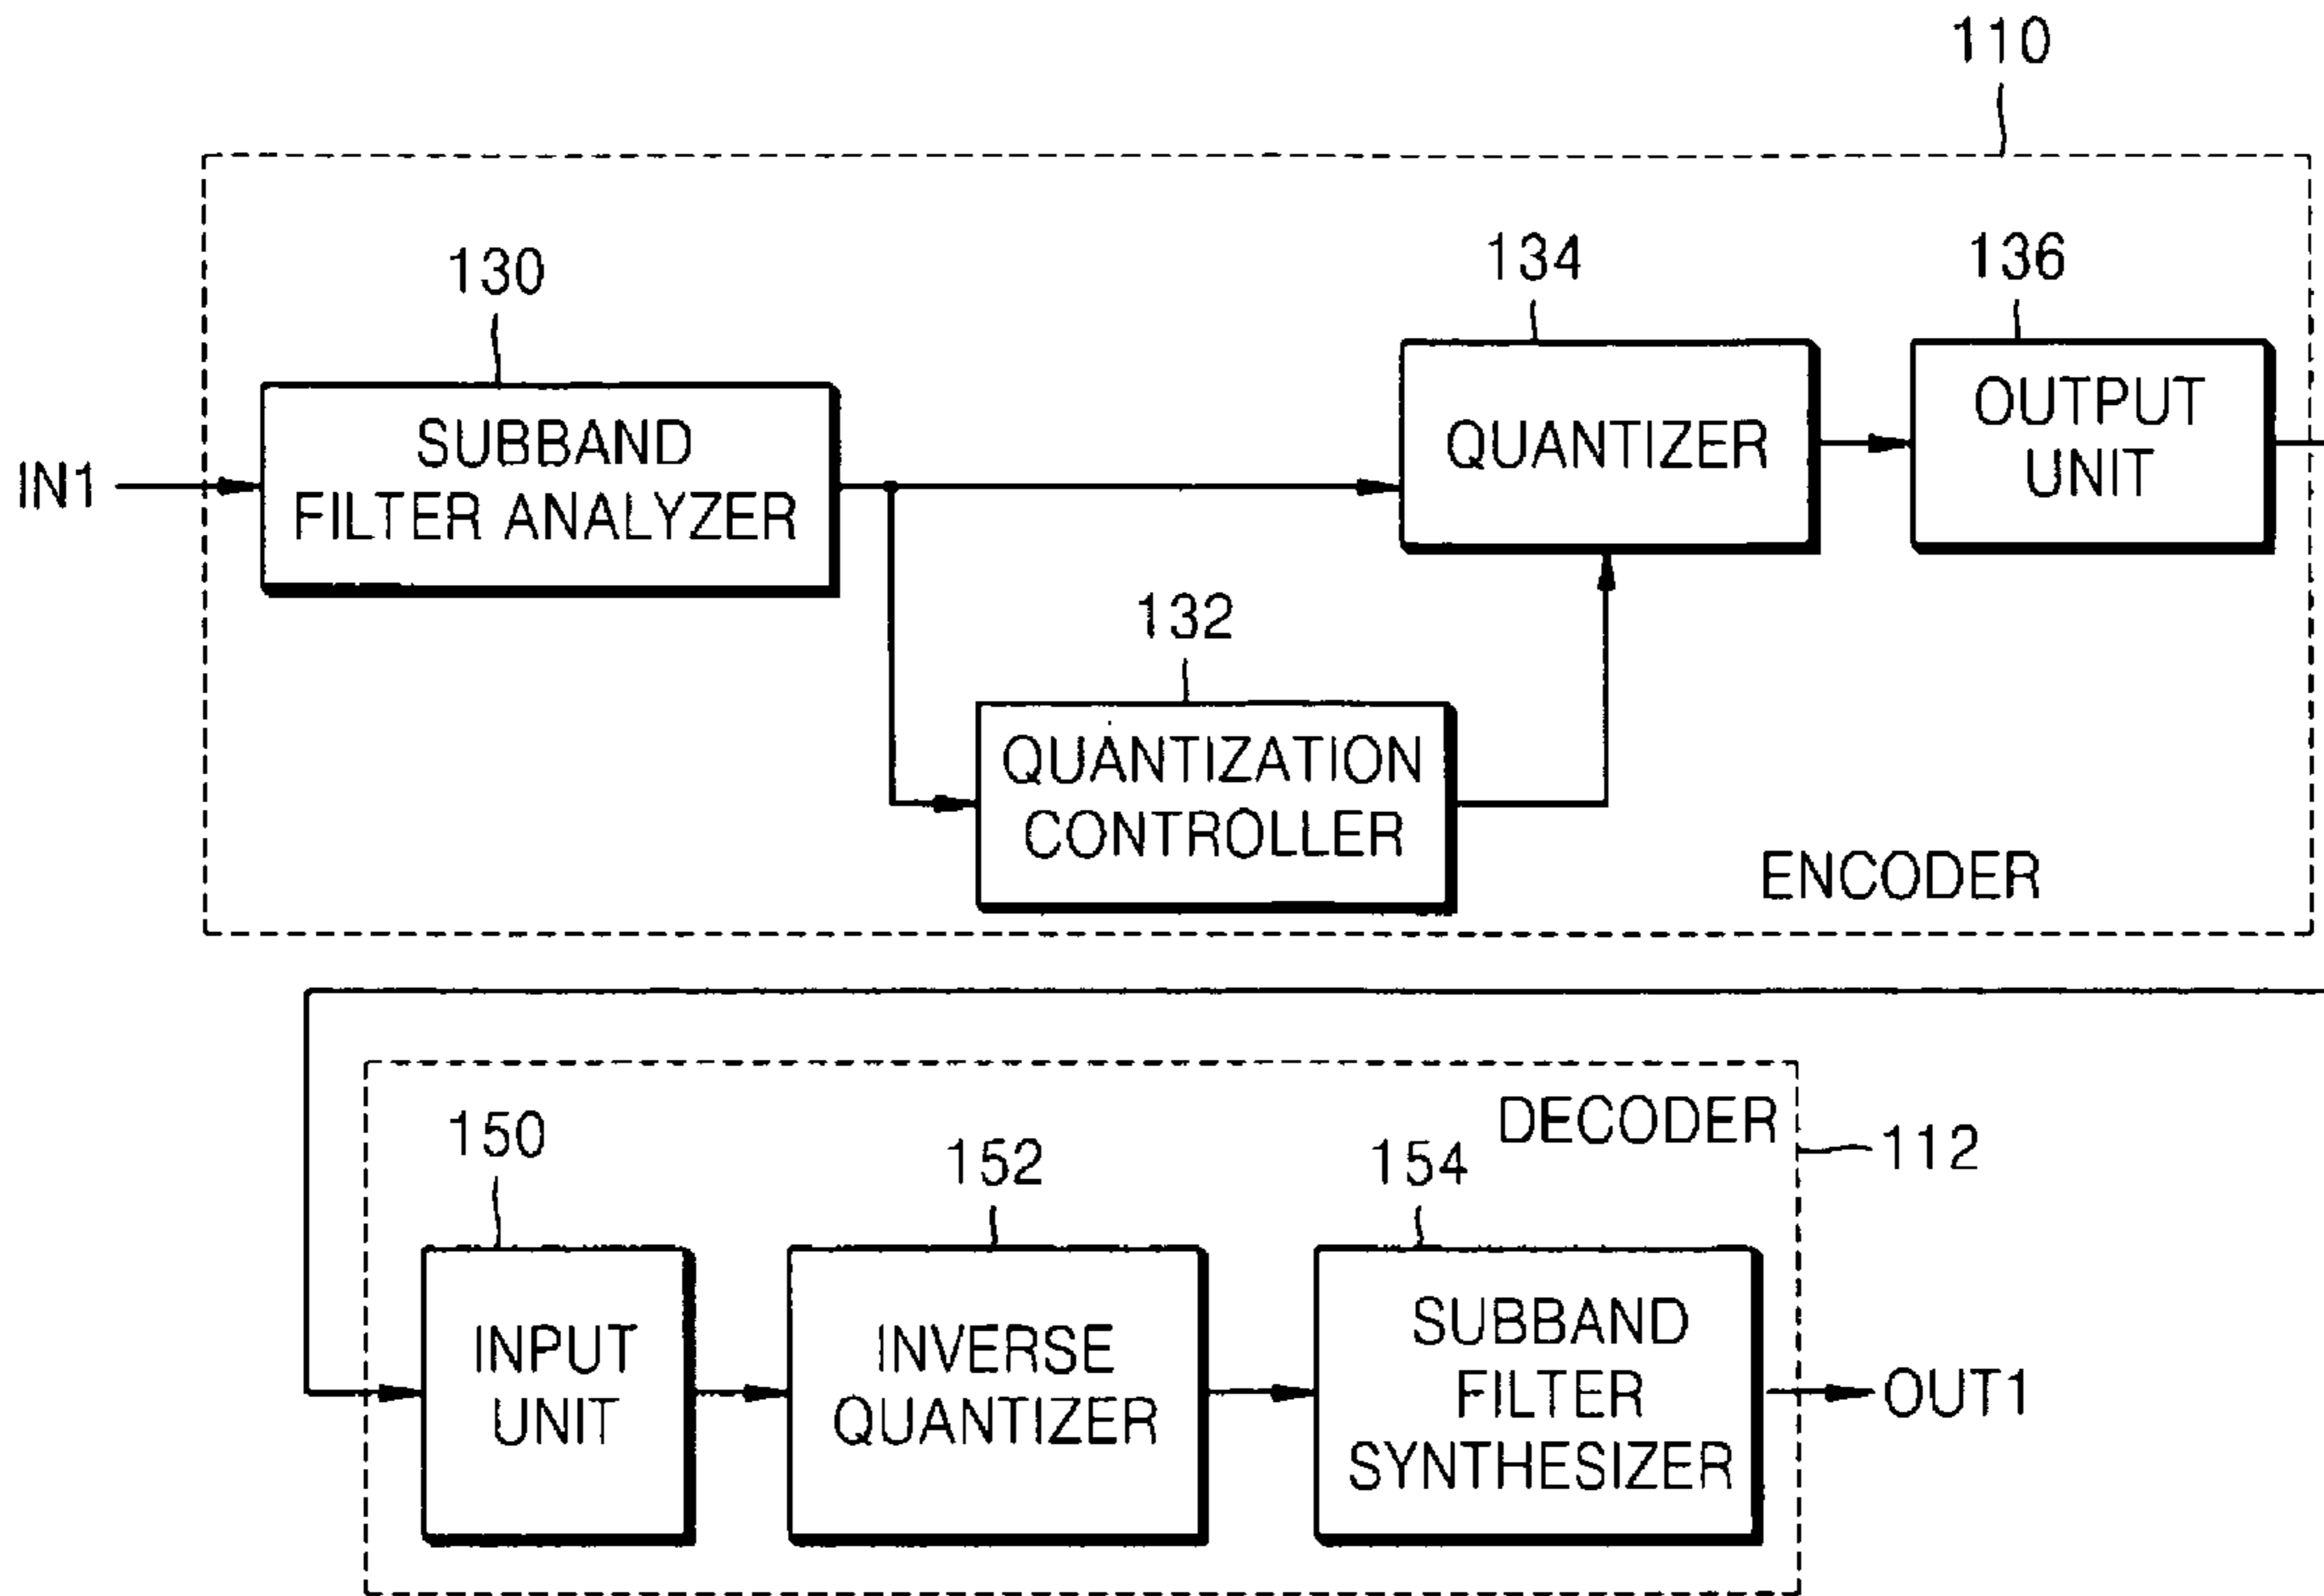 110
130
134
136
SUBBAND
FILTER ANALYZER
QUANTIZER
OUTPUT
UNIT
IN1
132
QUANTIZATION
CONTROLLER
ENCODER
DECODER
112
150
152
154
INPUT
UNIT
INVERSE
QUANTIZER
SUBBAND
FILTER
SYNTHESIZER
OUT1